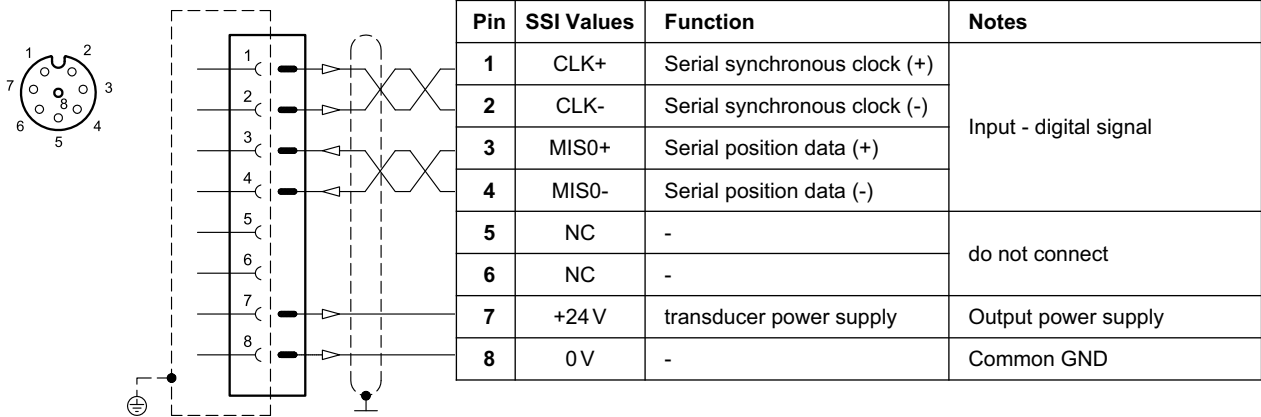 1 2
7 3
8
6 4
5
1
2
3
4
5
6
7
8
Pin SSI Values Function Notes
1 CLK+ Serial synchronous clock (+)
2 CLK- Serial synchronous clock (-)
Input - digital signal
3 MIS0+ Serial position data (+)
4 MIS0- Serial position data (-)
5 NC -
do not connect
6 NC -
7 +24 V transducer power supply Output power supply
8 0 V - Common GND